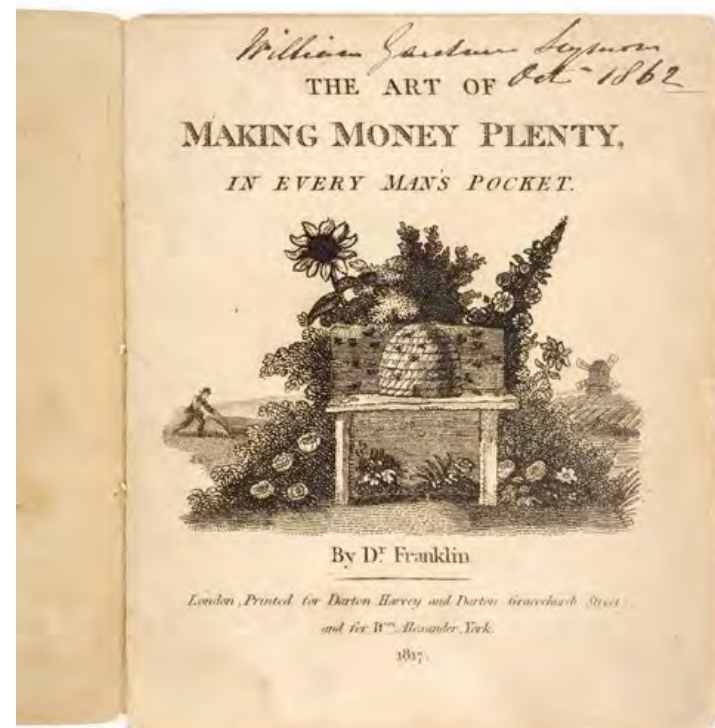 William Gardner Seymour
Oct 1862
THE ART OF
MAKING MONEY PLENTY,
IN EVERY MAN'S POCKET.
By Dr Franklin
London, Printed for Darton Harvey and Darton Gracechurch Street,
and for Wm. Alexander, York.
1817.